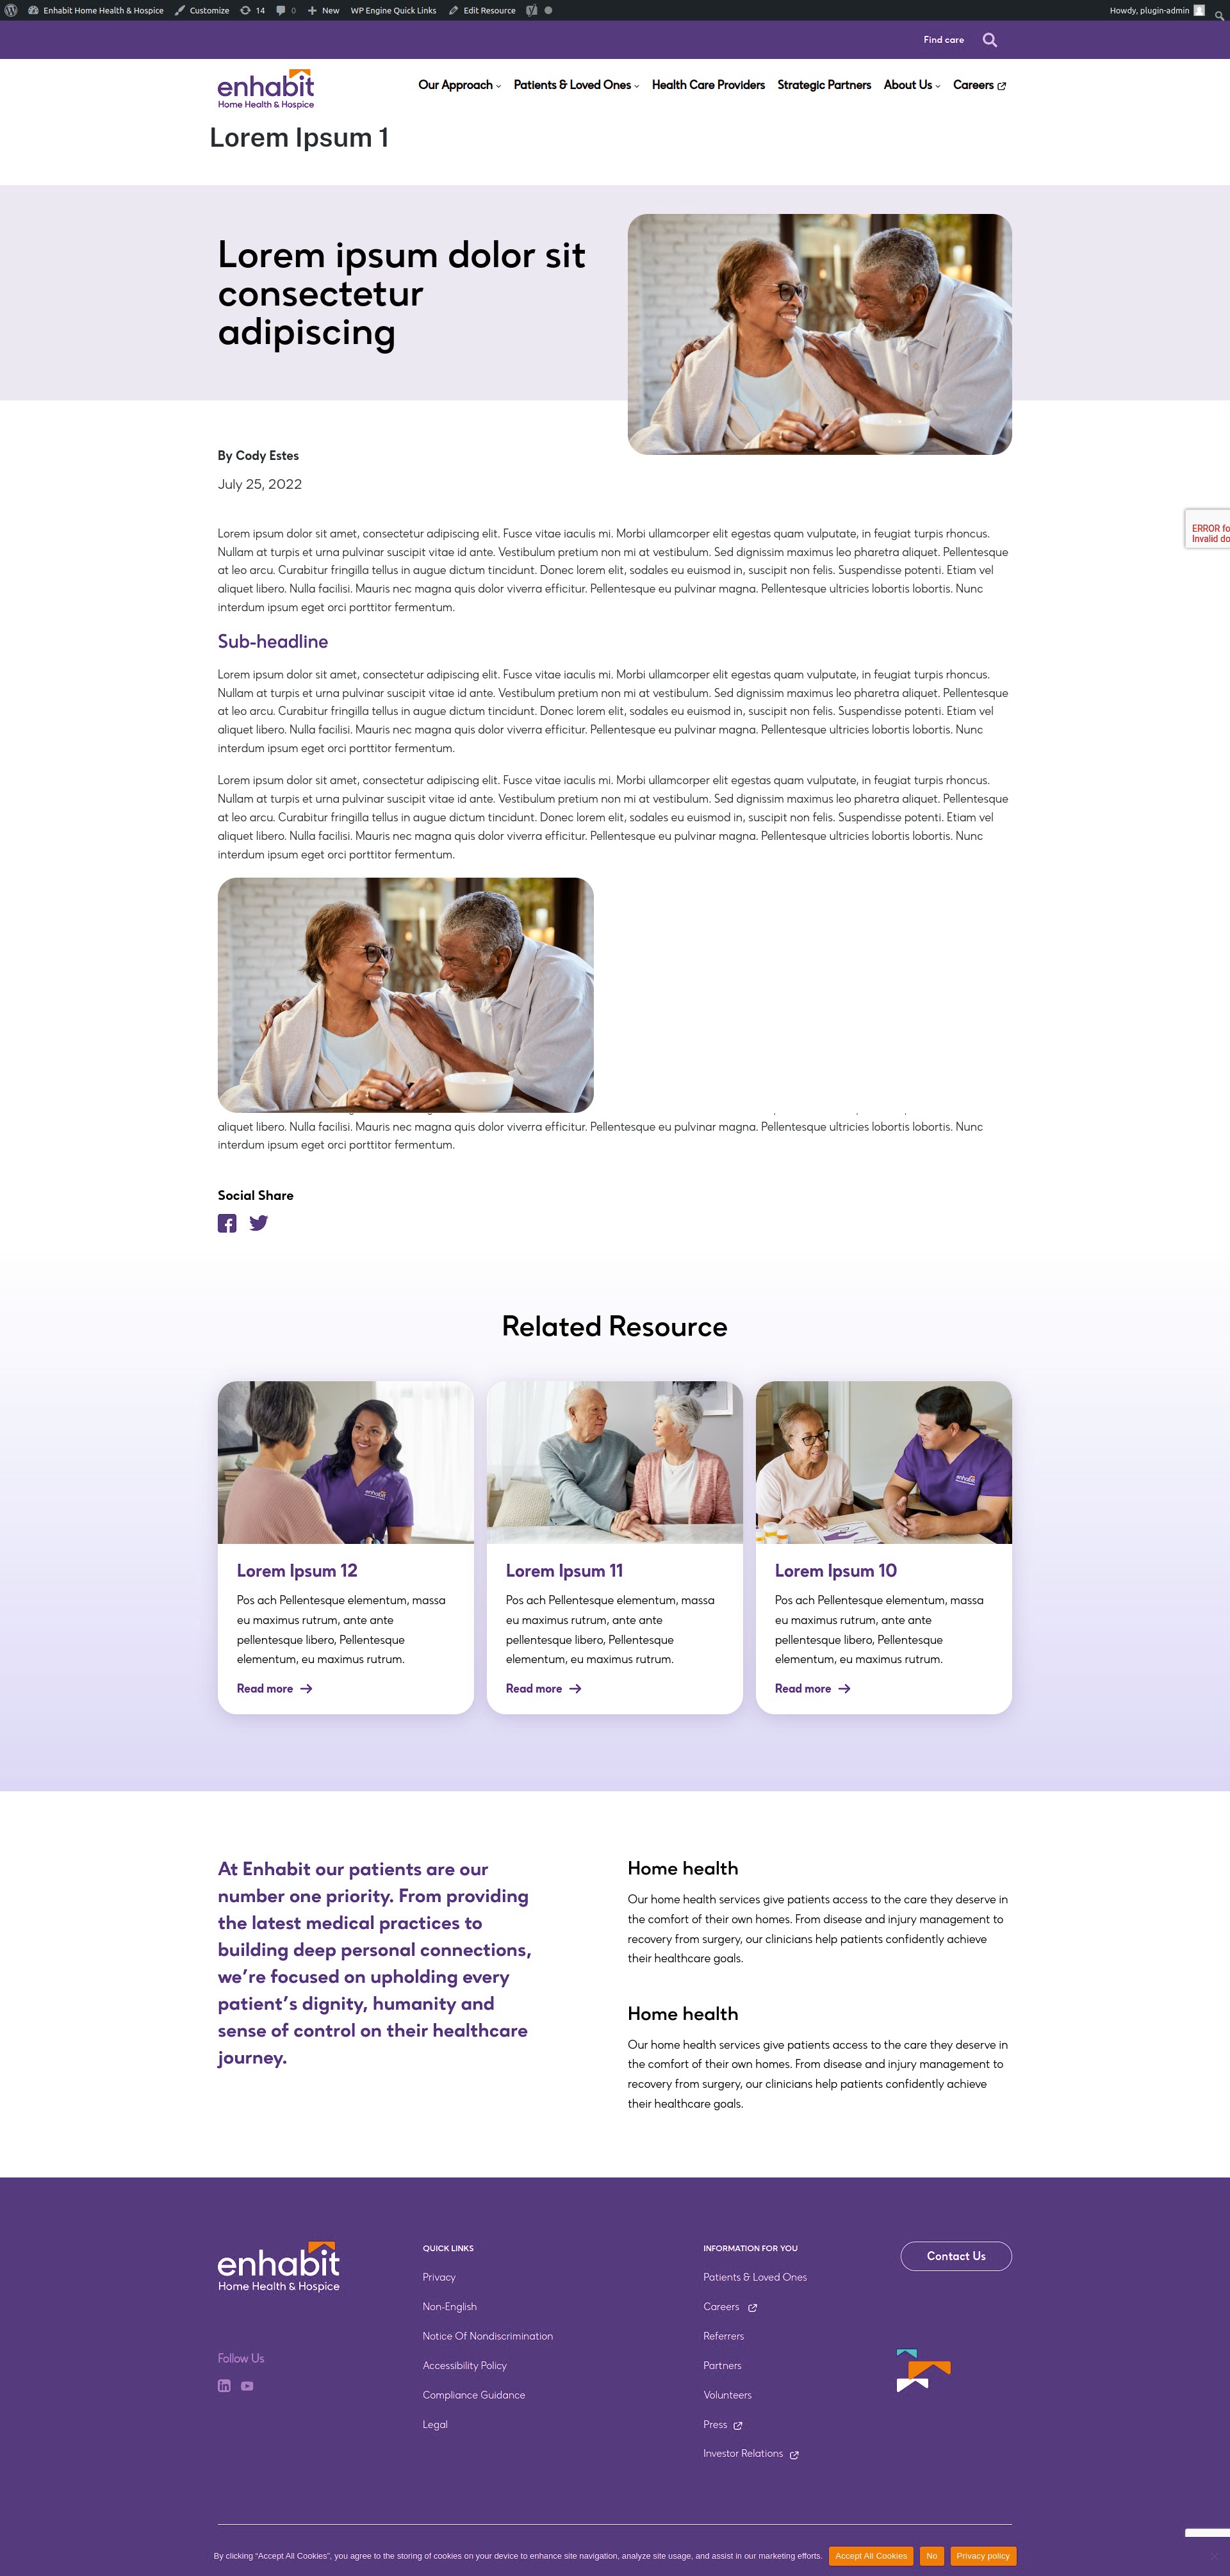 Enhabit Home Health & Hospice Customize 14 0 New WP Engine Quick Links Edit Resource Howdy, plugin-admin
Find care
enhabit
Home Health & Hospice
Our Approach Patients & Loved Ones Health Care Providers Strategic Partners About Us Careers
Lorem Ipsum 1
Lorem ipsum dolor sit
consectetur
adipiscing
By Cody Estes
July 25, 2022
ERROR fo
Invalid do
Lorem ipsum dolor sit amet, consectetur adipiscing elit. Fusce vitae iaculis mi. Morbi ullamcorper elit egestas quam vulputate, in feugiat turpis rhoncus.
Nullam at turpis et urna pulvinar suscipit vitae id ante. Vestibulum pretium non mi at vestibulum. Sed dignissim maximus leo pharetra aliquet. Pellentesque
at leo arcu. Curabitur fringilla tellus in augue dictum tincidunt. Donec lorem elit, sodales eu euismod in, suscipit non felis. Suspendisse potenti. Etiam vel
aliquet libero. Nulla facilisi. Mauris nec magna quis dolor viverra efficitur. Pellentesque eu pulvinar magna. Pellentesque ultricies lobortis lobortis. Nunc
interdum ipsum eget orci porttitor fermentum.
Sub-headline
Lorem ipsum dolor sit amet, consectetur adipiscing elit. Fusce vitae iaculis mi. Morbi ullamcorper elit egestas quam vulputate, in feugiat turpis rhoncus.
Nullam at turpis et urna pulvinar suscipit vitae id ante. Vestibulum pretium non mi at vestibulum. Sed dignissim maximus leo pharetra aliquet. Pellentesque
at leo arcu. Curabitur fringilla tellus in augue dictum tincidunt. Donec lorem elit, sodales eu euismod in, suscipit non felis. Suspendisse potenti. Etiam vel
aliquet libero. Nulla facilisi. Mauris nec magna quis dolor viverra efficitur. Pellentesque eu pulvinar magna. Pellentesque ultricies lobortis lobortis. Nunc
interdum ipsum eget orci porttitor fermentum.
Lorem ipsum dolor sit amet, consectetur adipiscing elit. Fusce vitae iaculis mi. Morbi ullamcorper elit egestas quam vulputate, in feugiat turpis rhoncus.
Nullam at turpis et urna pulvinar suscipit vitae id ante. Vestibulum pretium non mi at vestibulum. Sed dignissim maximus leo pharetra aliquet. Pellentesque
at leo arcu. Curabitur fringilla tellus in augue dictum tincidunt. Donec lorem elit, sodales eu euismod in, suscipit non felis. Suspendisse potenti. Etiam vel
aliquet libero. Nulla facilisi. Mauris nec magna quis dolor viverra efficitur. Pellentesque eu pulvinar magna. Pellentesque ultricies lobortis lobortis. Nunc
interdum ipsum eget orci porttitor fermentum.
aliquet libero. Nulla facilisi. Mauris nec magna quis dolor viverra efficitur. Pellentesque eu pulvinar magna. Pellentesque ultricies lobortis lobortis. Nunc
interdum ipsum eget orci porttitor fermentum.
Social Share
Related Resource
enhabit
enhabit
Lorem Ipsum 12
Pos ach Pellentesque elementum, massa
eu maximus rutrum, ante ante
pellentesque libero, Pellentesque
elementum, eu maximus rutrum.
Read more
Lorem Ipsum 11
Pos ach Pellentesque elementum, massa
eu maximus rutrum, ante ante
pellentesque libero, Pellentesque
elementum, eu maximus rutrum.
Read more
Lorem Ipsum 10
Pos ach Pellentesque elementum, massa
eu maximus rutrum, ante ante
pellentesque libero, Pellentesque
elementum, eu maximus rutrum.
Read more
At Enhabit our patients are our
number one priority. From providing
the latest medical practices to
building deep personal connections,
we're focused on upholding every
patient's dignity, humanity and
sense of control on their healthcare
journey.
Home health
Our home health services give patients access to the care they deserve in
the comfort of their own homes. From disease and injury management to
recovery from surgery, our clinicians help patients confidently achieve
their healthcare goals.
Home health
Our home health services give patients access to the care they deserve in
the comfort of their own homes. From disease and injury management to
recovery from surgery, our clinicians help patients confidently achieve
their healthcare goals.
enhabit
Home Health & Hospice
Follow Us
QUICK LINKS
Privacy
Non-English
Notice Of Nondiscrimination
Accessibility Policy
Compliance Guidance
Legal
INFORMATION FOR YOU
Patients & Loved Ones
Careers
Referrers
Partners
Volunteers
Press
Investor Relations
Contact Us
By clicking "Accept All Cookies", you agree to the storing of cookies on your device to enhance site navigation, analyze site usage, and assist in our marketing efforts. Accept All Cookies No Privacy policy